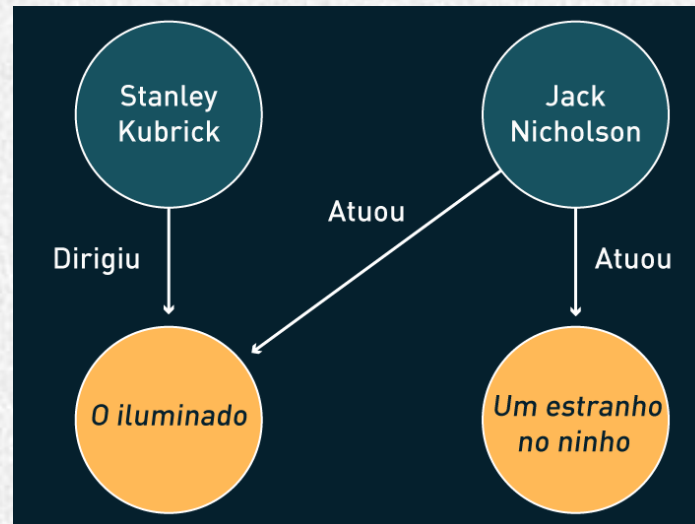 Stanley
Kubrick
Jack
Nicholson
Atuou
Dirigiu
Atuou
O iluminado
Um estranho
no ninho